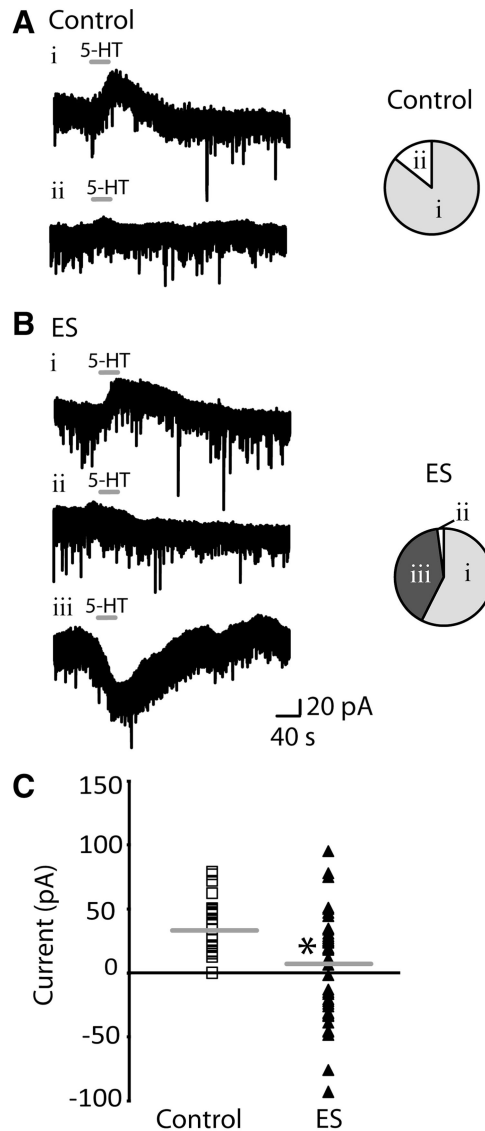 A Control
i 5-HT
ii 5-HT
Control
ii
i
B ES
i 5-HT
ii 5-HT
iii 5-HT
20 pA
40 s
ES
ii
iii i
C
150
100
50
0
-50
-100
Current (pA)
*
Control ES